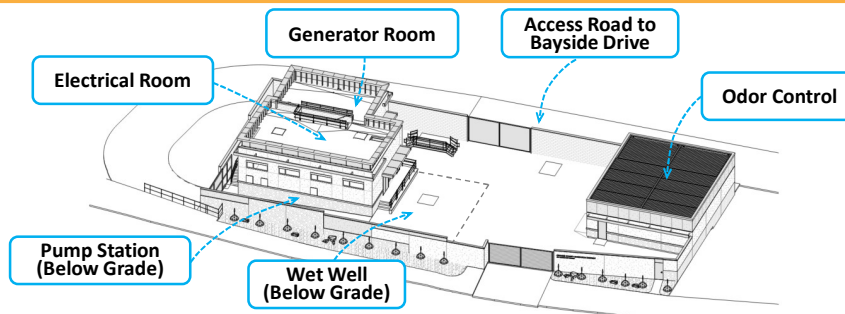 Generator Room
Access Road to
Bayside Drive
Electrical Room
Odor Control
Pump Station
(Below Grade)
Wet Well
(Below Grade)